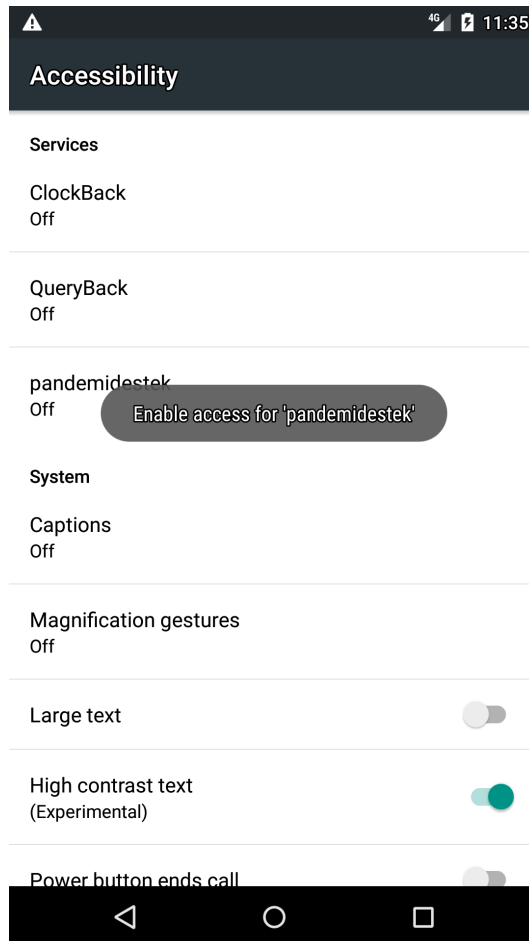 4G 11:35
Accessibility
Services
ClockBack
Off
QueryBack
Off
pandemidestek
Off
Enable access for 'pandemidestek'
System
Captions
Off
Magnification gestures
Off
Large text
High contrast text
(Experimental)
Power button ends call